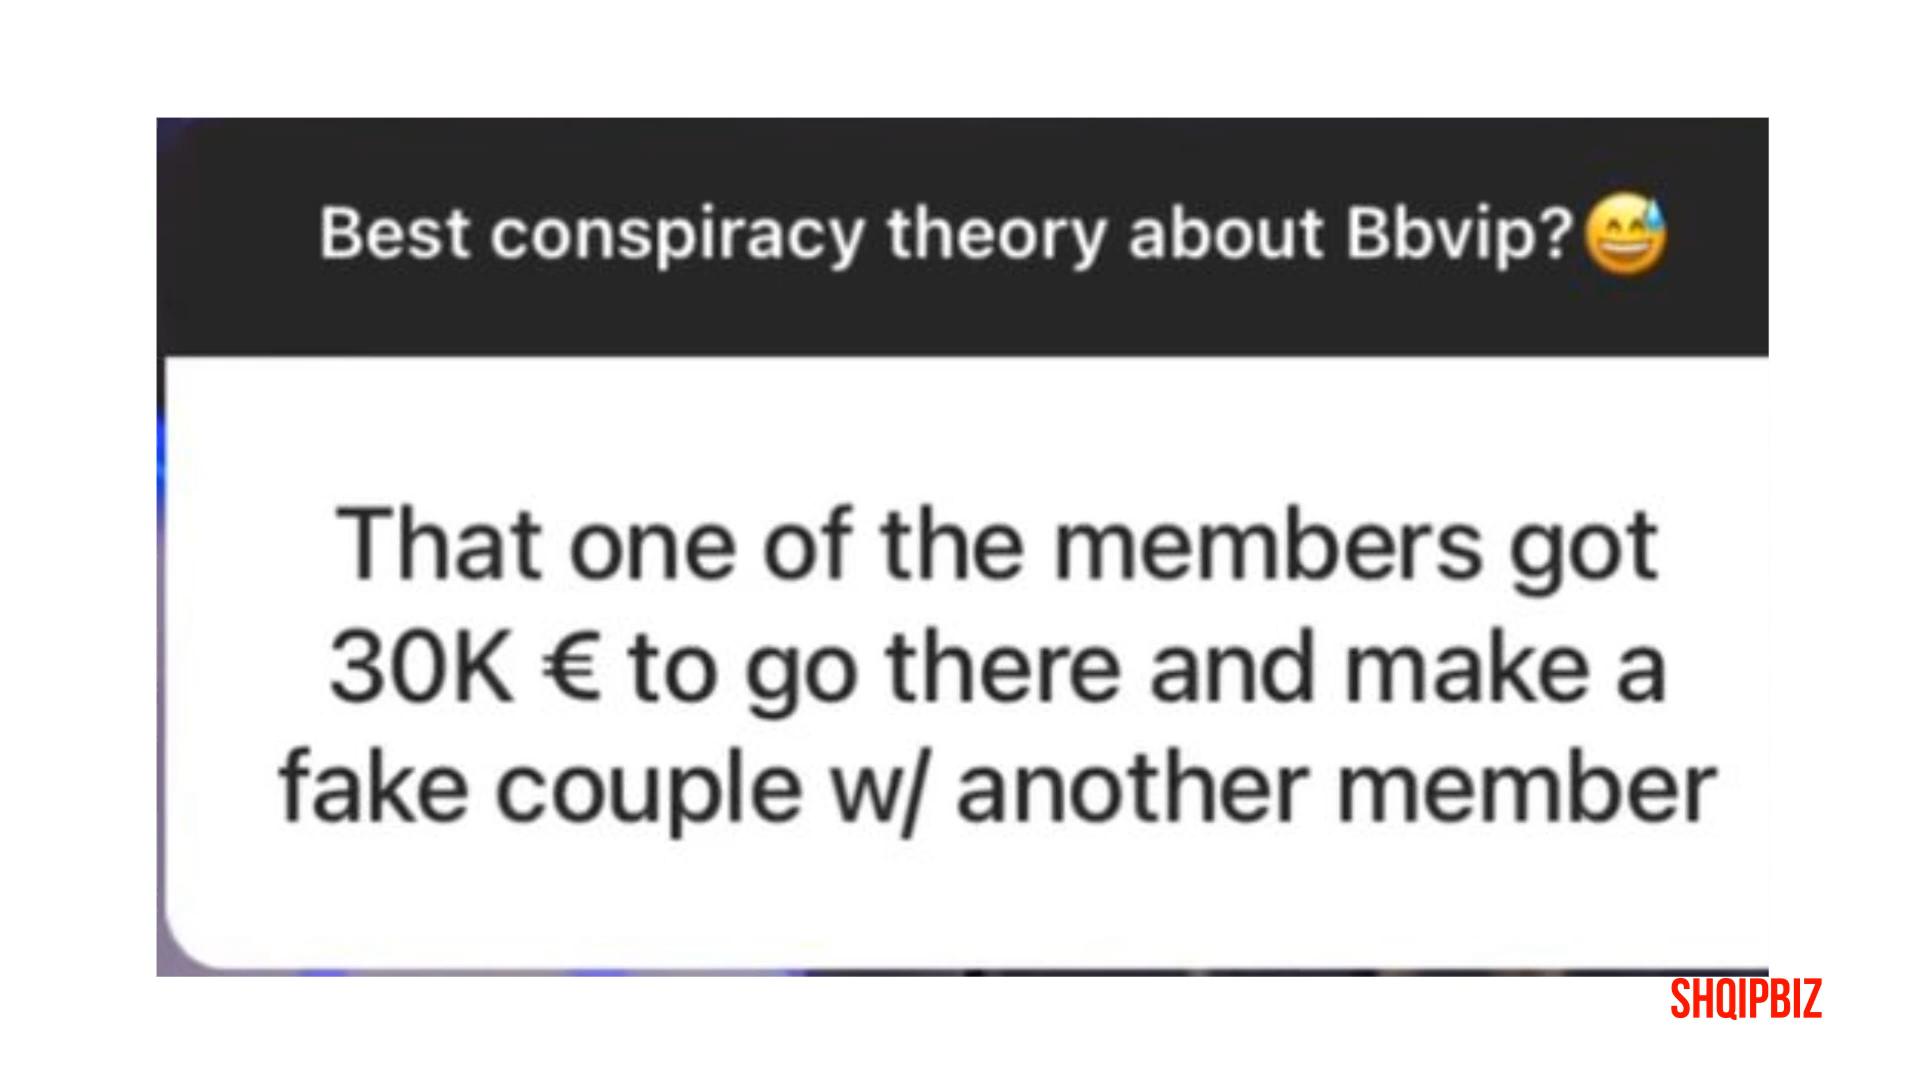 Best conspiracy theory about Bbvip?😅
That one of the members got
30K € to go there and make a
fake couple w/ another member
SHQIPBIZ